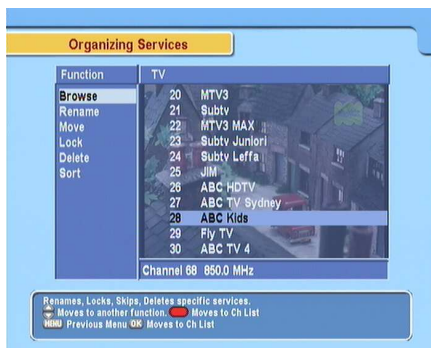 Organizing Services
Function
TV
Browse
Rename
Move
Lock
Delete
Sort
20 MTV3
21 Subtv
22 MTV3 MAX
23 Subtv Juniori
24 Subtv Leffa
25 JIM
26 ABC HDTV
27 ABC TV Sydney
28 ABC Kids
29 Fly TV
30 ABC TV 4
Channel 68 850.0 MHz
Renames, Locks, Skips, Deletes specific services.
Moves to another function. Moves to Ch List
MENU Previous Menu OK Moves to Ch List